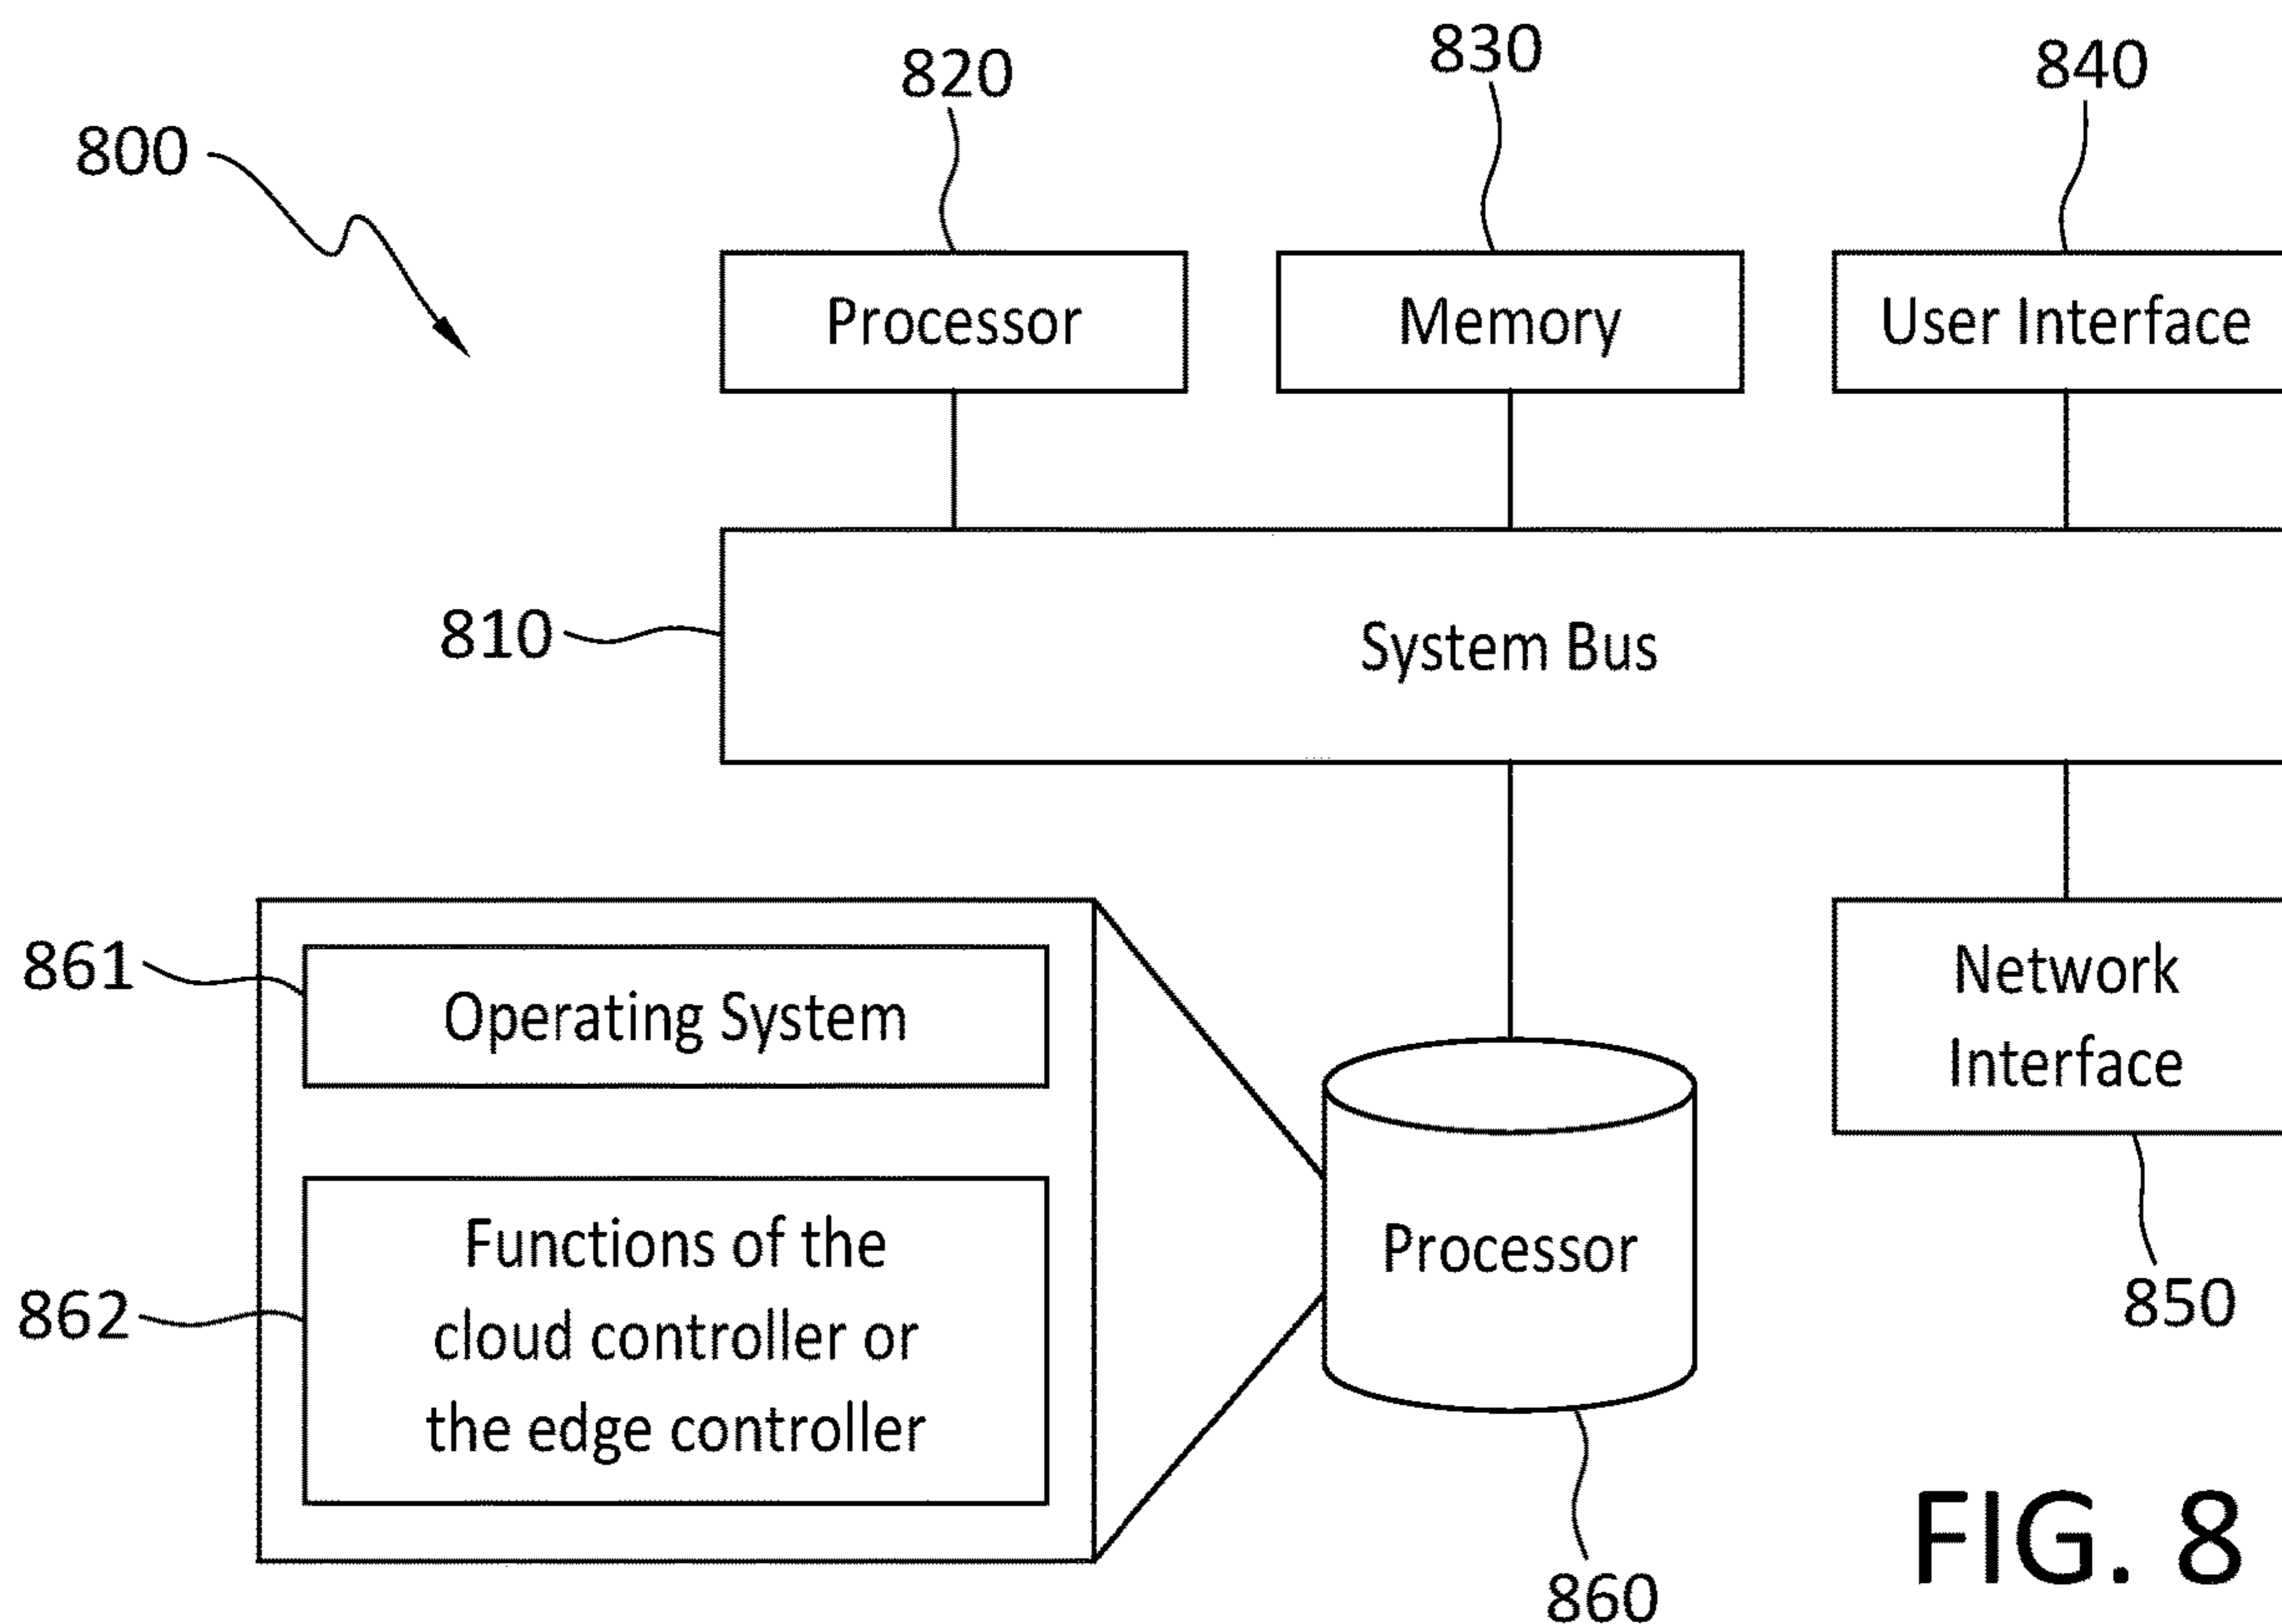 820
830
840
800
Processor
Memory
User Interface
810
System Bus
861
Operating System
Network
Interface
862
Functions of the
cloud controller or
the edge controller
Processor
850
860
FIG. 8